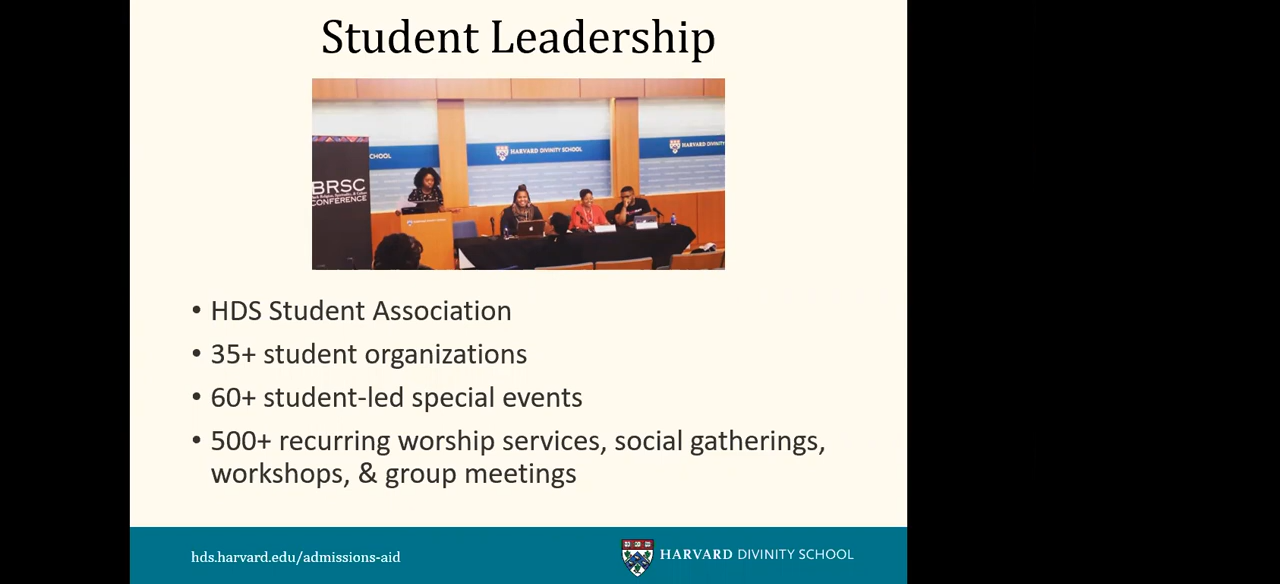 Student Leadership
CHOOL
HARVARD DIVINITY SCHOOL
HARVARD DIVINITY
BRSC
CONFERENCE
• HDS Student Association
• 35+ student organizations
• 60+ student-led special events
• 500+ recurring worship services, social gatherings,
workshops, & group meetings
hds.harvard.edu/admissions-aid
HARVARD DIVINITY SCHOOL